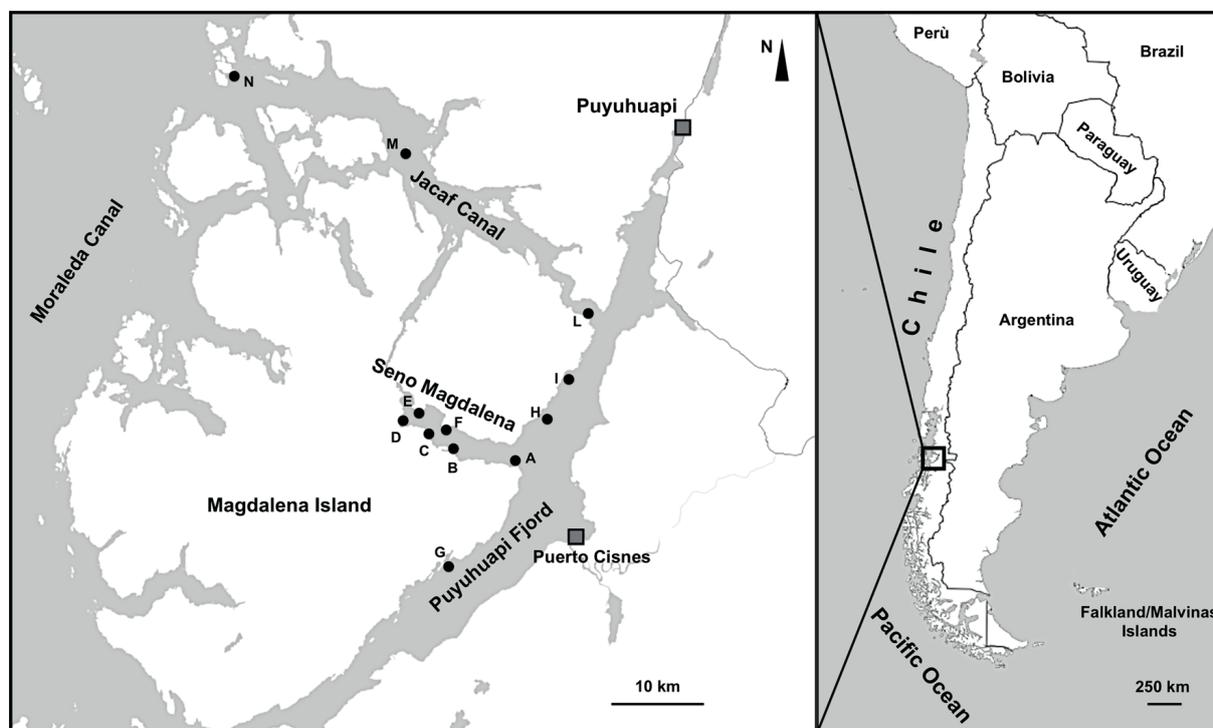 N
N
Puyuhuapi
M
Jacaf Canal
Moraleda Canal
L
I
Seno Magdalena
H
E
F
D
C
B
A
Magdalena Island
G
Puyuhuapi Fjord
Puerto Cisnes
10 km
Perù
Brazil
Bolivia
Paraguay
Chile
Uruguay
Argentina
Atlantic Ocean
Falkland/Malvinas
Islands
Pacific Ocean
250 km